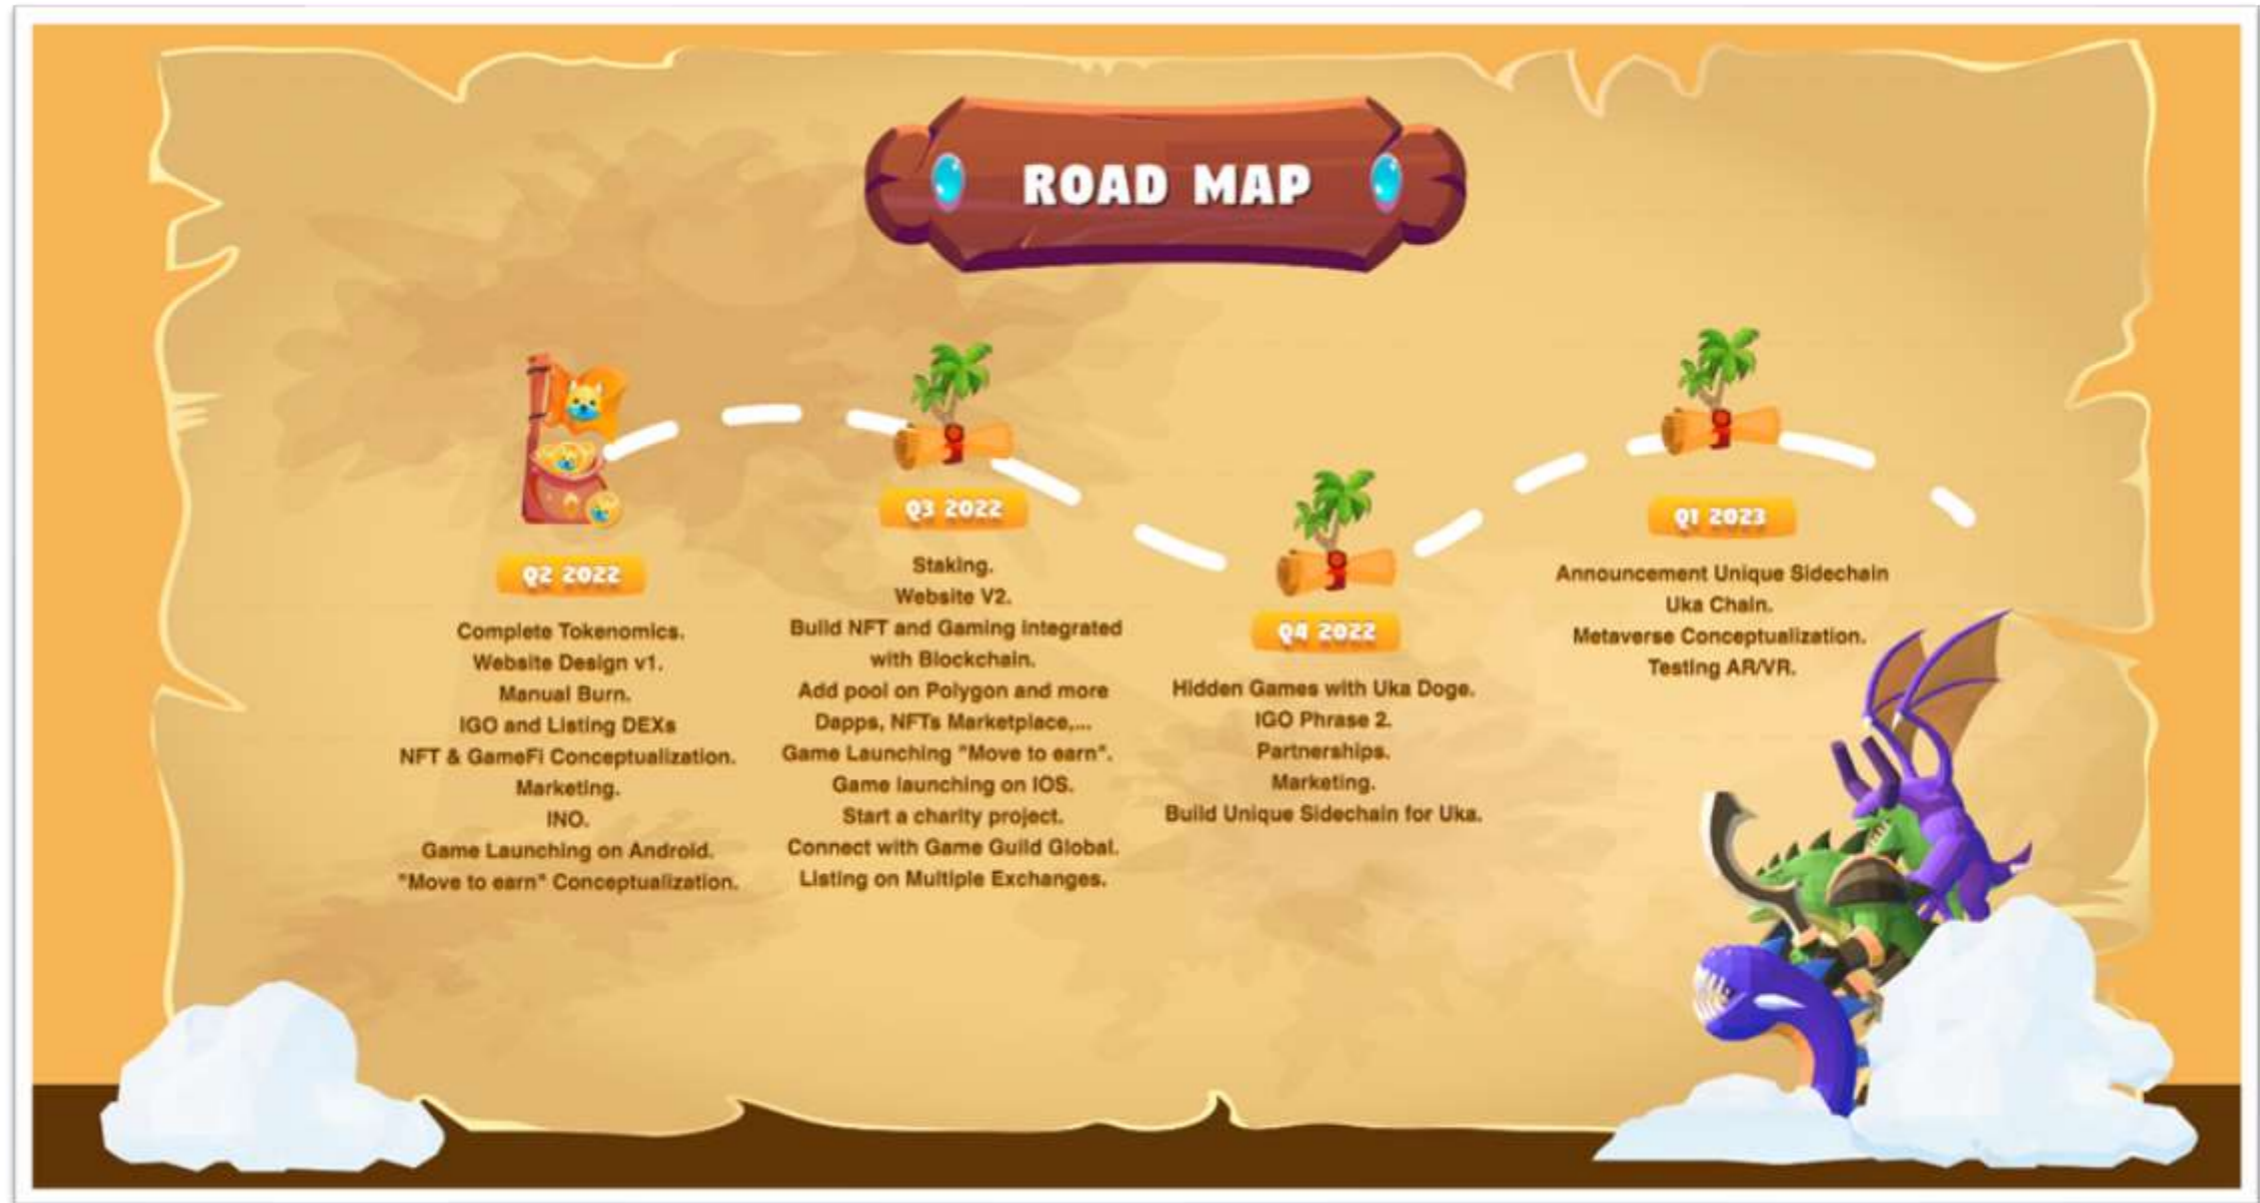 ROAD MAP
Q2 2022
Complete Tokenomics.
Website Design v1.
Manual Burn.
IGO and Listing DEXs
NFT & GameFi Conceptualization.
Marketing.
INO.
Game Launching on Android.
"Move to earn" Conceptualization.
Q3 2022
Staking.
Website V2.
Build NFT and Gaming integrated
with Blockchain.
Add pool on Polygon and more
Dapps, NFTs Marketplace,...
Game Launching "Move to earn".
Game launching on IOS.
Start a charity project.
Connect with Game Guild Global.
Listing on Multiple Exchanges.
Q4 2022
Hidden Games with Uka Doge.
IGO Phrase 2.
Partnerships.
Marketing.
Build Unique Sidechain for Uka.
Q1 2023
Announcement Unique Sidechain
Uka Chain.
Metaverse Conceptualization.
Testing AR/VR.